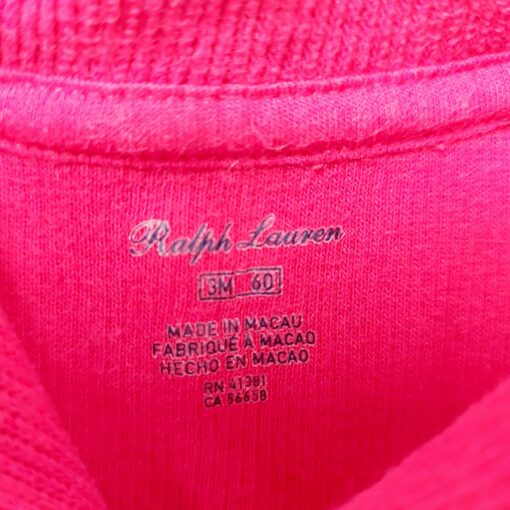 Ralph Lauren
3M 60
MADE IN MACAU
FABRIQUÉ À MACAO
HECHO EN MACAO
RN 41381
CA 56658